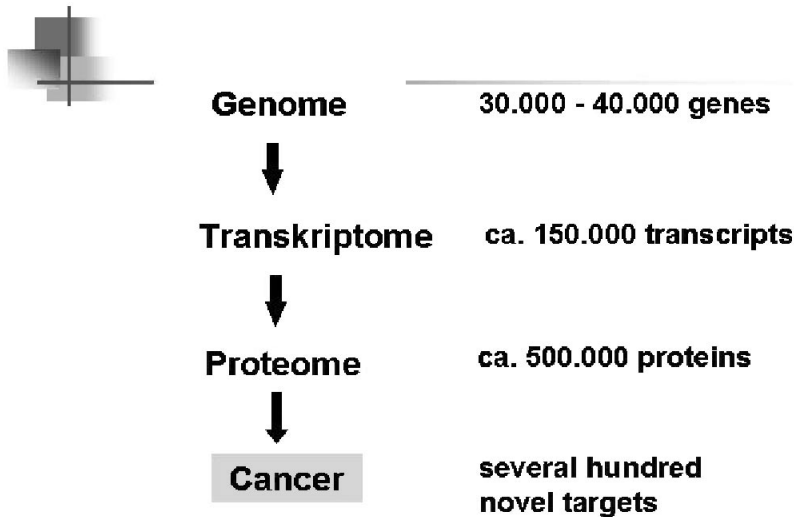 Genome 30.000 - 40.000 genes
Transkriptome ca. 150.000 transcripts
Proteome ca. 500.000 proteins
Cancer several hundred
novel targets